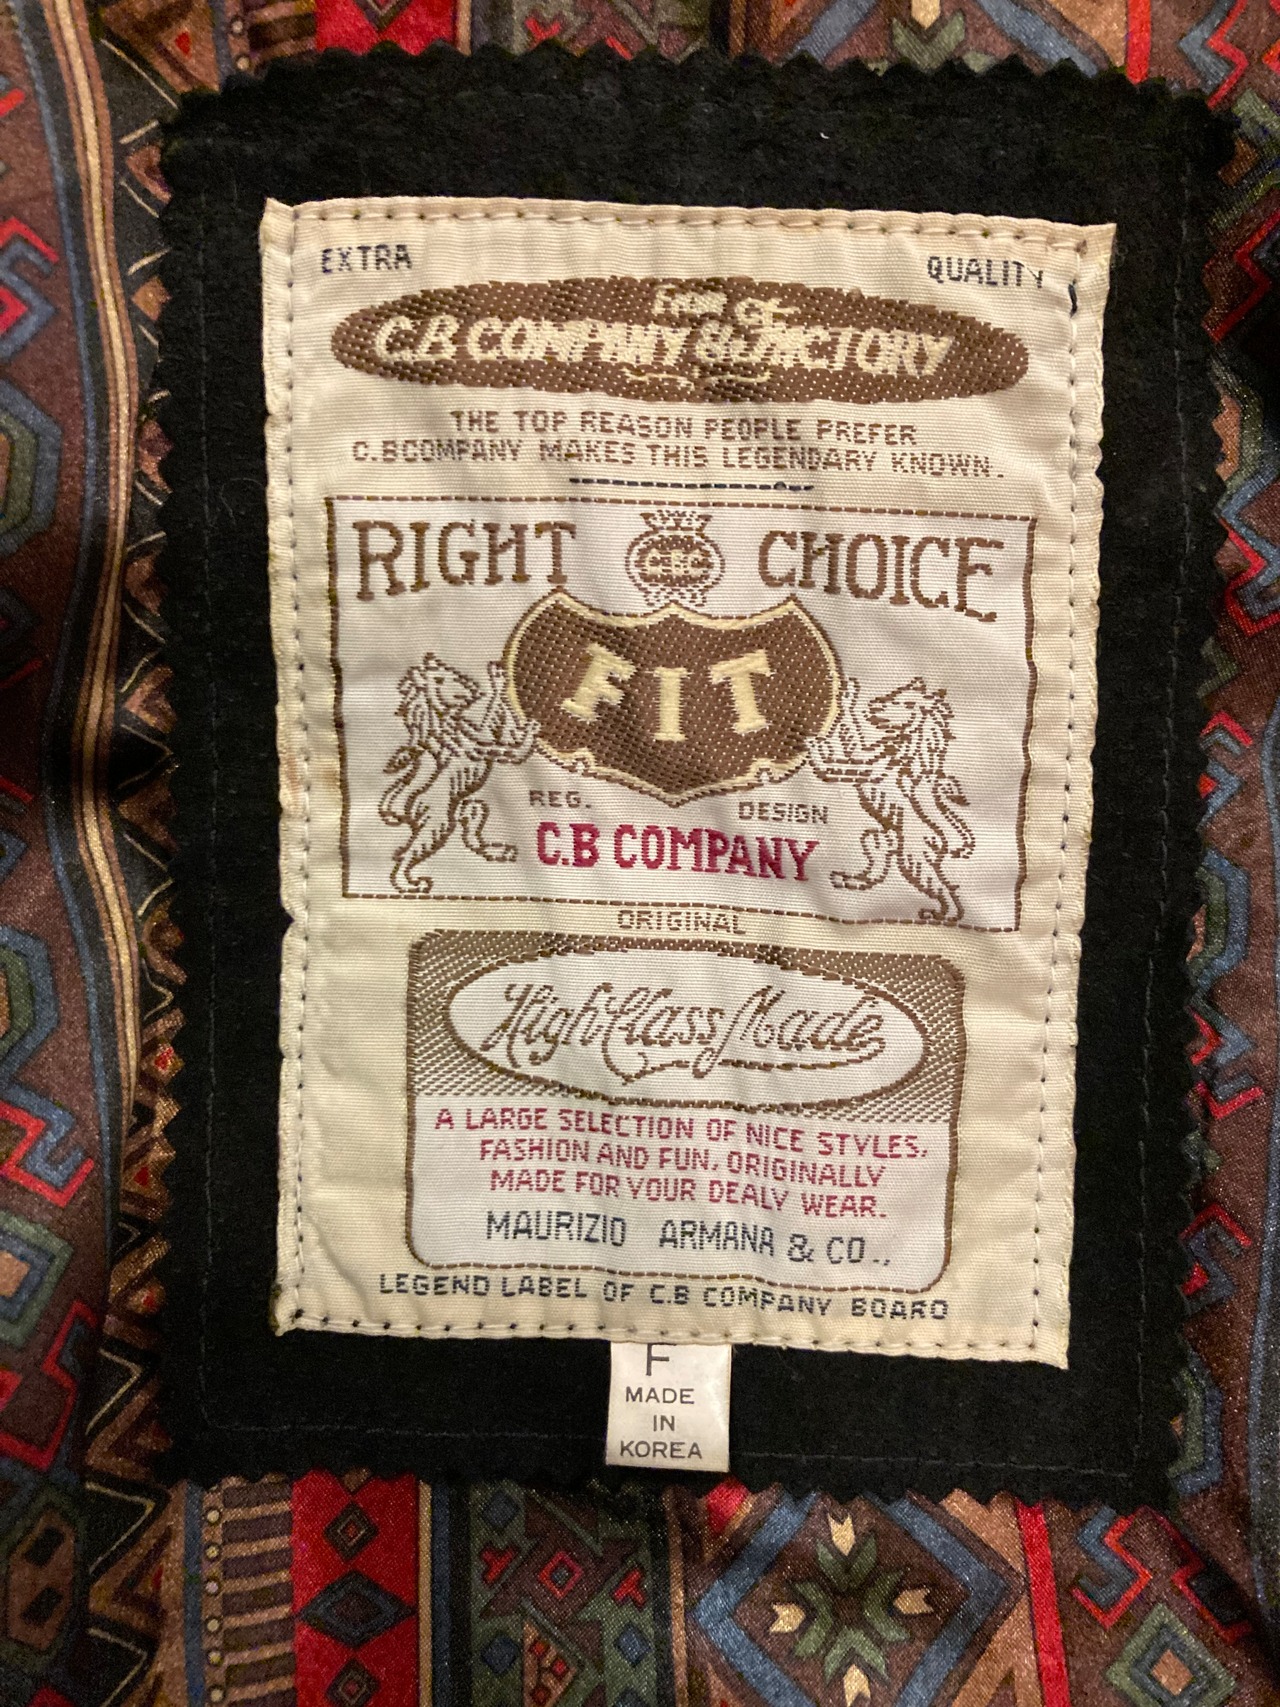 EXTRA QUALITY
From Of
C.B COMPANY & FACTORY
THE TOP REASON PEOPLE PREFER
C.BCOMPANY MAKES THIS LEGENDARY KNOWN.
RIGHT CHOICE
FIT
REG. DESIGN
C.B COMPANY
ORIGINAL
High Class Made
A LARGE SELECTION OF NICE STYLES,
FASHION AND FUN, ORIGINALLY
MADE FOR YOUR DEALY WEAR.
MAURIZIO ARMANA & CO.,
LEGEND LABEL OF C.B COMPANY BOARD
F
MADE
IN
KOREA